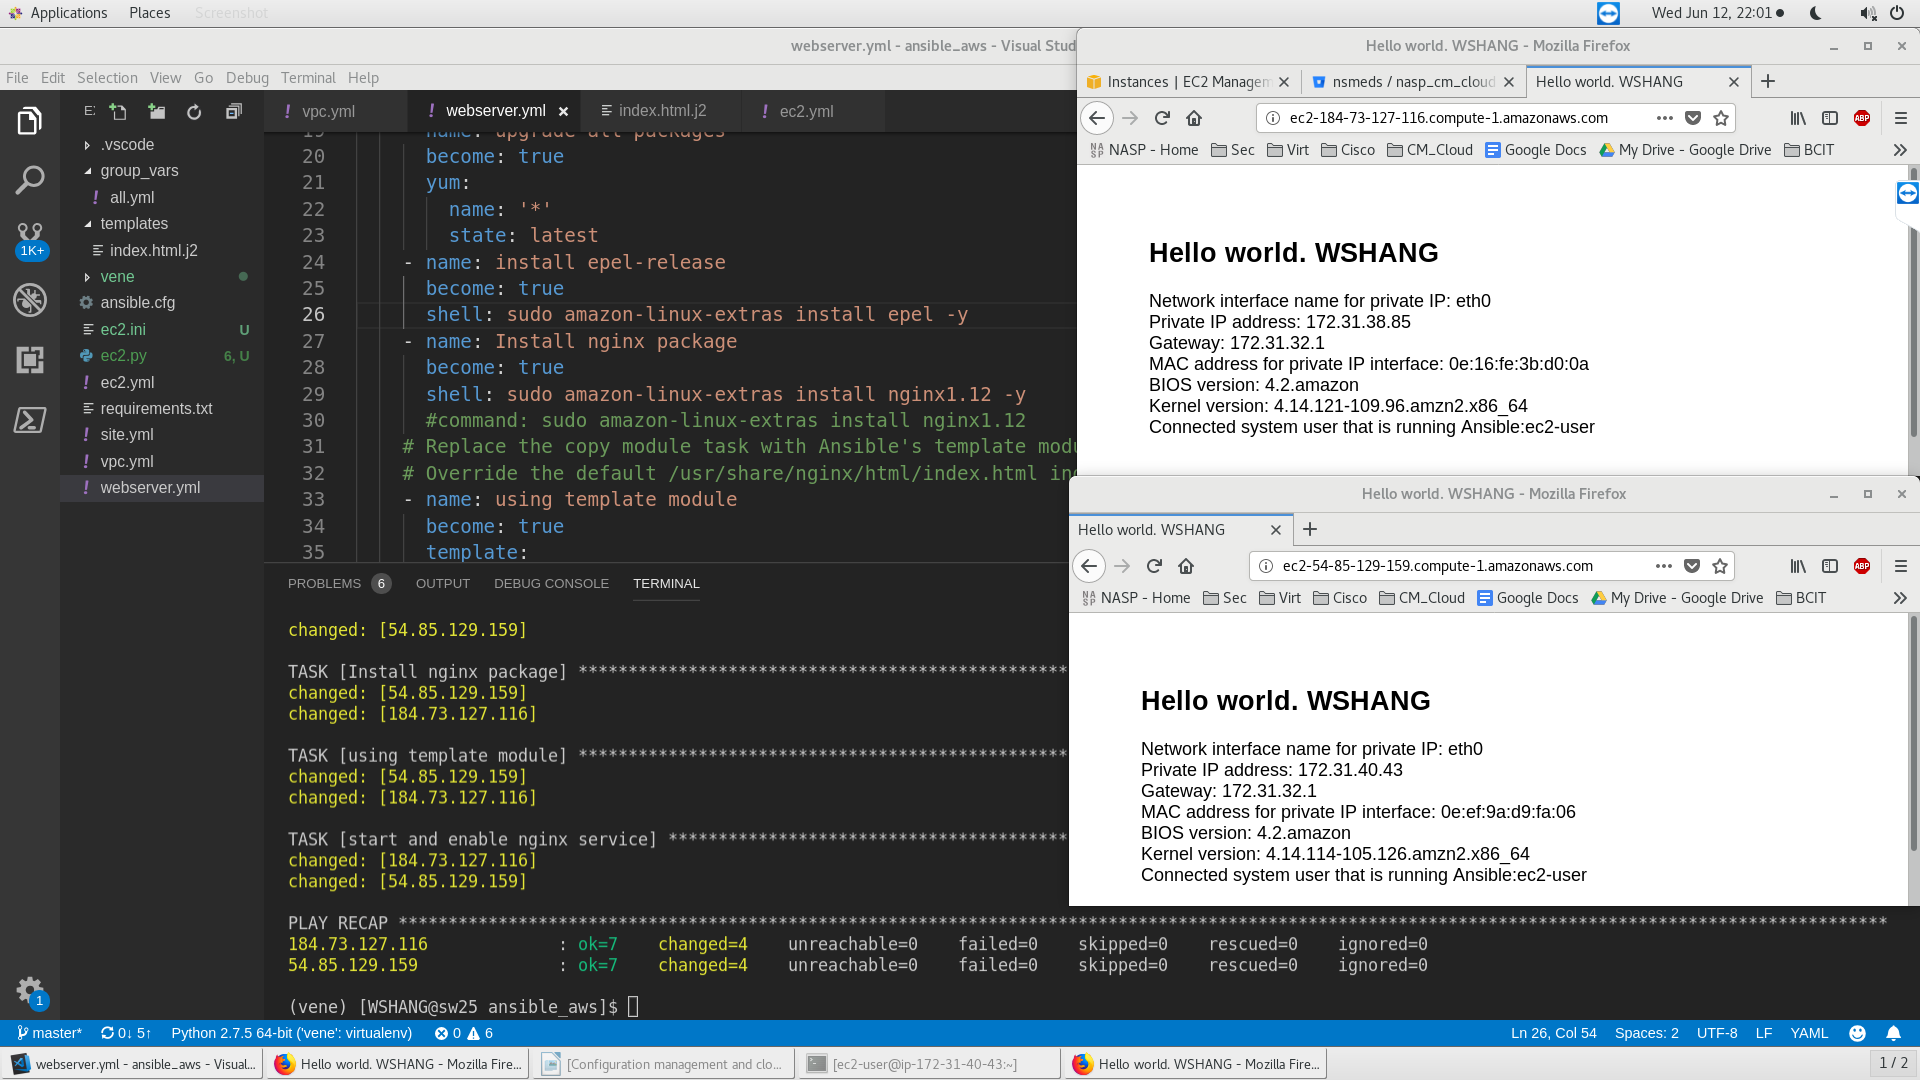 Applications Places Screenshot
Wed Jun 12, 22:01
webserver.yml - ansible_aws - Visual Stud
File Edit Selection View Go Debug Terminal Help
E:
vpc.yml
webserver.yml
index.html.j2
ec2.yml
1K+
.vscode
group_vars
all.yml
templates
index.html.j2
vene
ansible.cfg
ec2.ini U
ec2.py 6, U
ec2.yml
requirements.txt
site.yml
vpc.yml
webserver.yml
19 - name: upgrade all packages
20 become: true
21 yum:
22 name: '*'
23 state: latest
24 - name: install epel-release
25 become: true
26 shell: sudo amazon-linux-extras install epel -y
27 - name: Install nginx package
28 become: true
29 shell: sudo amazon-linux-extras install nginx1.12 -y
30 #command: sudo amazon-linux-extras install nginx1.12
31 # Replace the copy module task with Ansible's template modu
32 # Override the default /usr/share/nginx/html/index.html ind
33 - name: using template module
34 become: true
35 template:
PROBLEMS 6 OUTPUT DEBUG CONSOLE TERMINAL
changed: [54.85.129.159]
TASK [Install nginx package] *************************************************
changed: [54.85.129.159]
changed: [184.73.127.116]
TASK [using template module] *************************************************
changed: [54.85.129.159]
changed: [184.73.127.116]
TASK [start and enable nginx service] ****************************************
changed: [184.73.127.116]
changed: [54.85.129.159]
PLAY RECAP *****************************************************************************************************************************************************
184.73.127.116 : ok=7 changed=4 unreachable=0 failed=0 skipped=0 rescued=0 ignored=0
54.85.129.159 : ok=7 changed=4 unreachable=0 failed=0 skipped=0 rescued=0 ignored=0
(vene) [WSHANG@sw25 ansible_aws]$
1
Hello world. WSHANG - Mozilla Firefox
Instances | EC2 Managem
nsmeds / nasp_cm_cloud
Hello world. WSHANG
ec2-184-73-127-116.compute-1.amazonaws.com
ABP
NASP - Home Sec Virt Cisco CM_Cloud Google Docs My Drive - Google Drive BCIT
Hello world. WSHANG
Network interface name for private IP: eth0
Private IP address: 172.31.38.85
Gateway: 172.31.32.1
MAC address for private IP interface: 0e:16:fe:3b:d0:0a
BIOS version: 4.2.amazon
Kernel version: 4.14.121-109.96.amzn2.x86_64
Connected system user that is running Ansible:ec2-user
Hello world. WSHANG - Mozilla Firefox
Hello world. WSHANG
ec2-54-85-129-159.compute-1.amazonaws.com
ABP
NASP - Home Sec Virt Cisco CM_Cloud Google Docs My Drive - Google Drive BCIT
Hello world. WSHANG
Network interface name for private IP: eth0
Private IP address: 172.31.40.43
Gateway: 172.31.32.1
MAC address for private IP interface: 0e:ef:9a:d9:fa:06
BIOS version: 4.2.amazon
Kernel version: 4.14.114-105.126.amzn2.x86_64
Connected system user that is running Ansible:ec2-user
master* 0↓ 5↑ Python 2.7.5 64-bit ('vene': virtualenv) 0 6
Ln 26, Col 54 Spaces: 2 UTF-8 LF YAML
webserver.yml - ansible_aws - Visual...
Hello world. WSHANG - Mozilla Fire...
[Configuration management and clo...
[ec2-user@ip-172-31-40-43:~]
Hello world. WSHANG - Mozilla Fire...
1 / 2